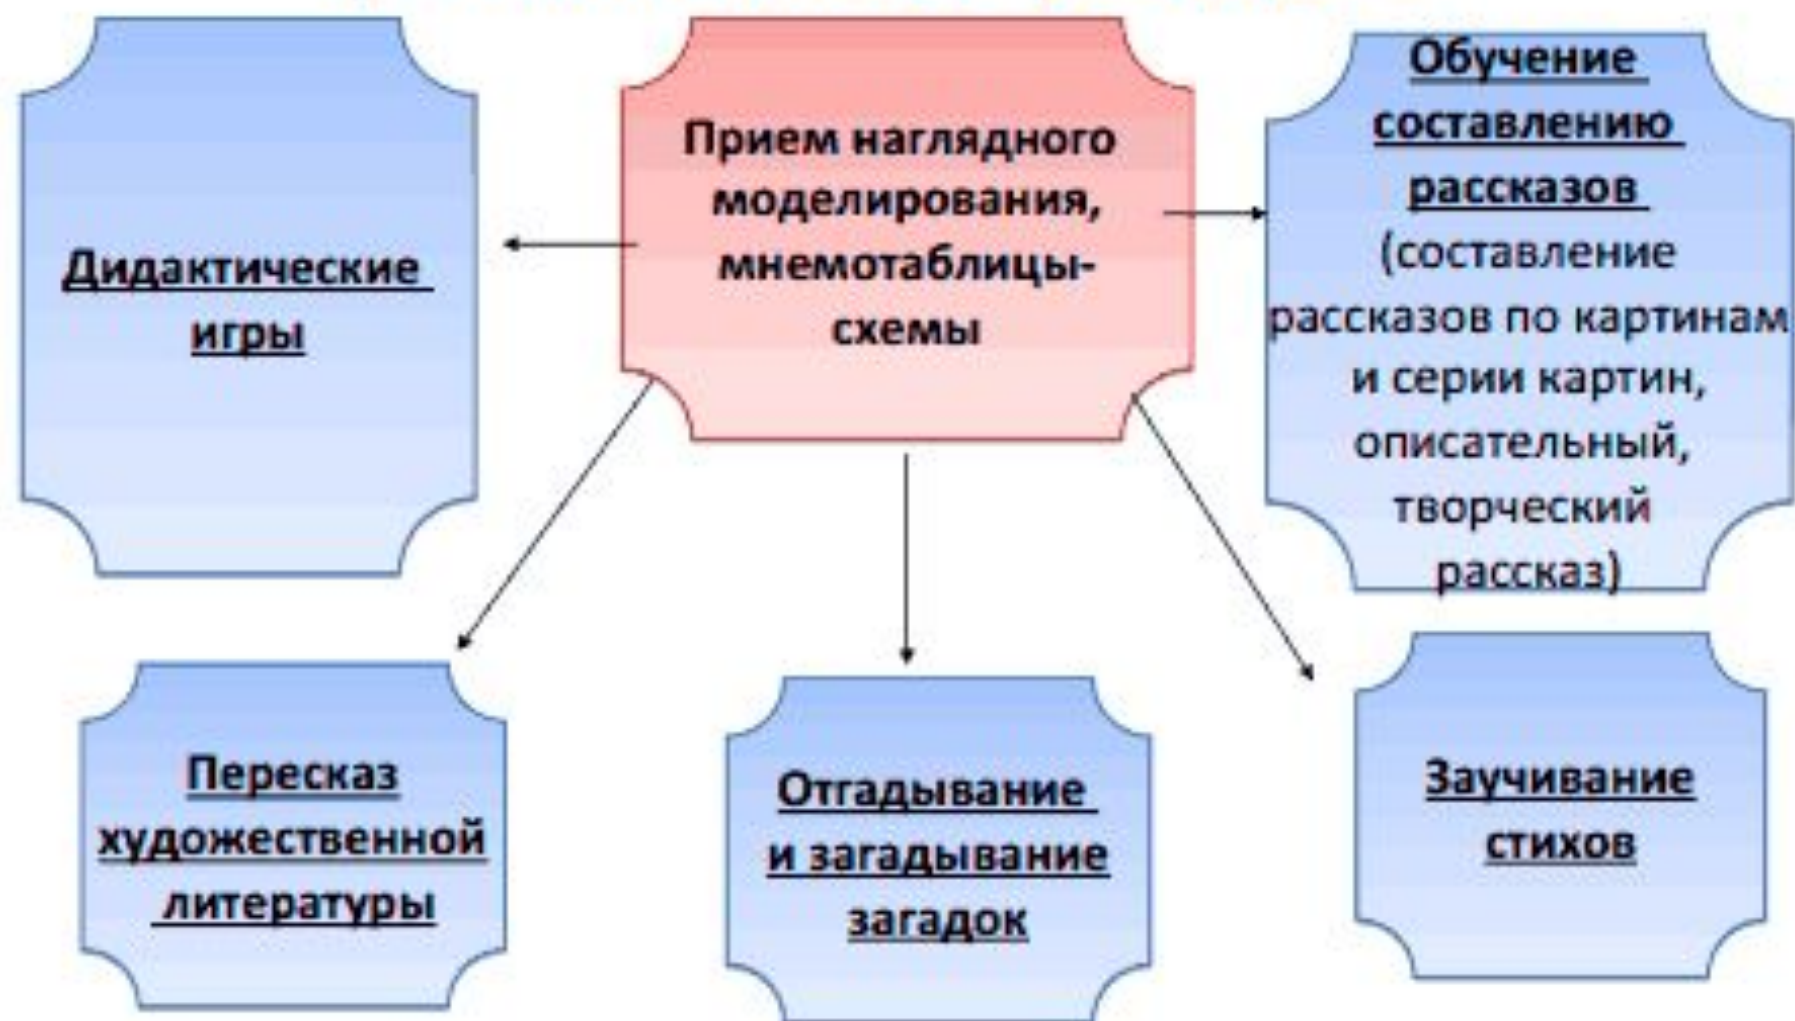 Дидактические
игры
Прием наглядного
моделирования,
мнемотаблицы-
схемы
Обучение
составлению
рассказов
(составление
рассказов по картинам
и серии картин,
описательный,
творческий
рассказ)
Пересказ
художественной
литературы
Отгадывание
и загадывание
загадок
Заучивание
стихов